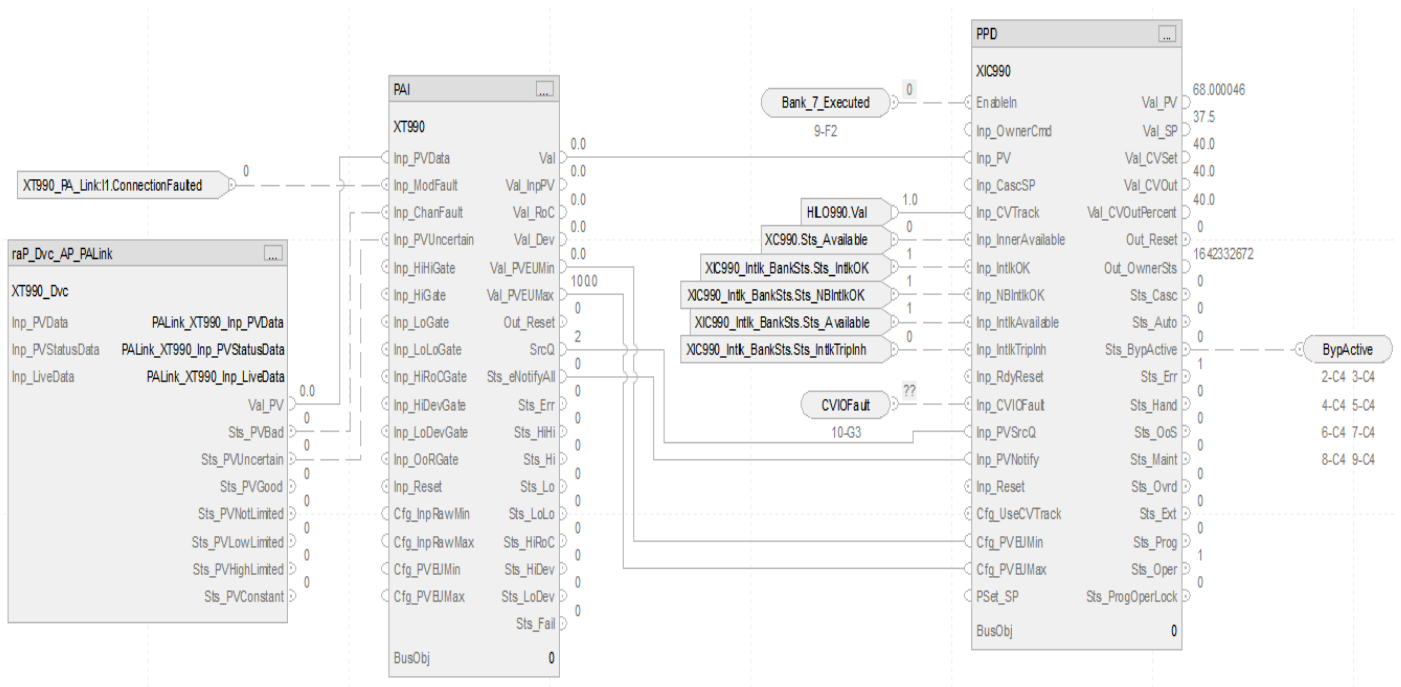 XT990_PA_Link:I1.ConnectionFaulted
0
raP_Dvc_AP_PALink
...
XT990_Dvc
Inp_PVData PALink_XT990_Inp_PVData
Inp_PVStatusData PALink_XT990_Inp_PVStatusData
Inp_LiveData PALink_XT990_Inp_LiveData
Val_PV 0.0
Sts_PVBad 0
Sts_PVUncertain 0
Sts_PVGood 0
Sts_PVNotLimited 0
Sts_PVLowLimited 0
Sts_PVHighLimited 0
Sts_PVConstant 0
PAI
...
XT990
Inp_PVData Val 0.0
Inp_ModFault Val_InpPV 0.0
Inp_ChanFault Val_RoC 0.0
Inp_PVUncertain Val_Dev 0.0
Inp_HiHiGate Val_PVEUMin 0.0
Inp_HiGate Val_PVEUMax 100.0
Inp_LoGate Out_Reset 0
Inp_LoLoGate SrcQ 2
Inp_HiRoCGate Sts_eNotifyAll 0
Inp_HiDevGate Sts_Err 0
Inp_LoDevGate Sts_HiHi 0
Inp_OoRGate Sts_Hi 0
Inp_Reset Sts_Lo 0
Cfg_InpRawMin Sts_LoLo 0
Cfg_InpRawMax Sts_HiRoC 0
Cfg_PVEUMin Sts_HiDev 0
Cfg_PVEUMax Sts_LoDev 0
Sts_Fail 0
BusObj 0
Bank_7_Executed 0
9-F2
HILO990.Val 1.0
XC990.Sts_Available 0
XIC990_Intlk_BankSts.Sts_IntlkOK 1
XIC990_Intlk_BankSts.Sts_NBIntlkOK 1
XIC990_Intlk_BankSts.Sts_Available 1
XIC990_Intlk_BankSts.Sts_IntlkTripInh 0
CVIOFault ??
10-G3
PPD
...
XIC990
EnableIn Val_PV 68.000046
Inp_OwnerCmd Val_SP 37.5
Inp_PV Val_CVSet 40.0
Inp_CascSP Val_CVOut 40.0
Inp_CVTrack Val_CVOutPercent 40.0
Inp_InnerAvailable Out_Reset 0
Inp_IntlkOK Out_OwnerSts 1642332672
Inp_NBIntlkOK Sts_Casc 0
Inp_IntlkAvailable Sts_Auto 0
Inp_IntlkTripInh Sts_BypActive 0
Inp_RdyReset Sts_Err 1
Inp_CVIOFault Sts_Hand 0
Inp_PVSrcQ Sts_OoS 0
Inp_PVNotify Sts_Maint 0
Inp_Reset Sts_Ovrd 0
Cfg_UseCVTrack Sts_Ext 0
Cfg_PVEUMin Sts_Prog 0
Cfg_PVEUMax Sts_Oper 1
PSet_SP Sts_ProgOperLock 0
BusObj 0
BypActive
2-C4 3-C4
4-C4 5-C4
6-C4 7-C4
8-C4 9-C4